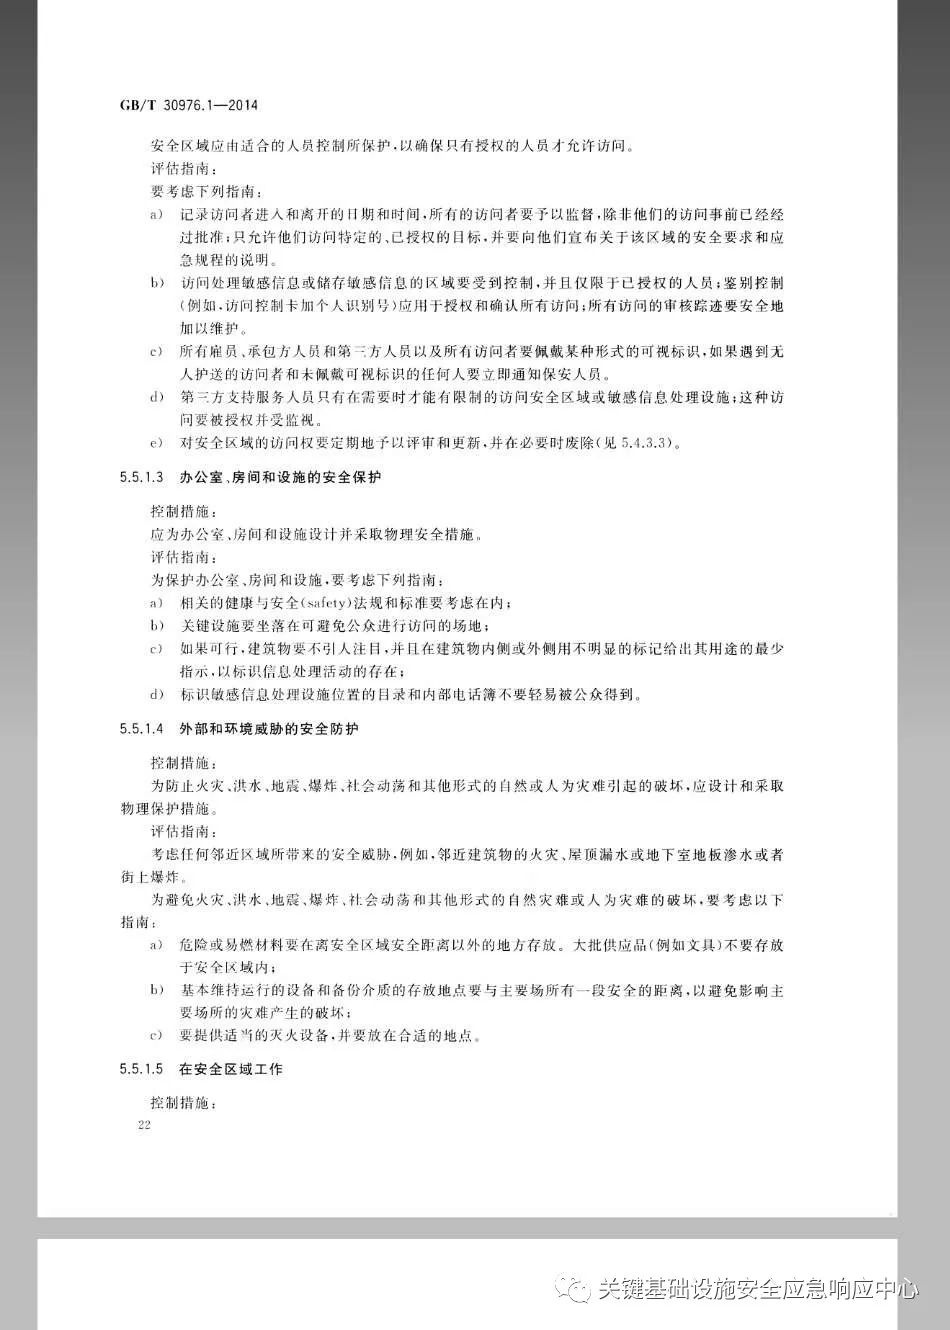 GB/T 30976.1—2014
安全区域应由适合的人员控制所保护,以确保只有授权的人员才允许访问。
评估指南:
要考虑下列指南:
a) 记录访问者进入和离开的日期和时间,所有的访问者要予以监督,除非他们的访问事前已经经
过批准;只允许他们访问特定的、已授权的目标,并要向他们宣布关于该区域的安全要求和应
急规程的说明。
b) 访问处理敏感信息或储存敏感信息的区域要受到控制,并且仅限于已授权的人员;鉴别控制
(例如,访问控制卡加个人识别号)应用于授权和确认所有访问;所有访问的审核踪迹要安全地
加以维护。
c) 所有雇员、承包方人员和第三方人员以及所有访问者要佩戴某种形式的可视标识,如果遇到无
人护送的访问者和未佩戴可视标识的任何人要立即通知保安人员。
d) 第三方支持服务人员只有在需要时才能有限制的访问安全区域或敏感信息处理设施;这种访
问要被授权并受监视。
e) 对安全区域的访问权要定期地予以评审和更新,并在必要时废除(见 5.4.3.3)。
5.5.1.3 办公室、房间和设施的安全保护
控制措施:
应为办公室、房间和设施设计并采取物理安全措施。
评估指南:
为保护办公室、房间和设施,要考虑下列指南:
a) 相关的健康与安全(safety)法规和标准要考虑在内;
b) 关键设施要坐落在可避免公众进行访问的场地;
c) 如果可行,建筑物要不引人注目,并且在建筑物内侧或外侧用不明显的标记给出其用途的最少
指示,以标识信息处理活动的存在;
d) 标识敏感信息处理设施位置的目录和内部电话簿不要轻易被公众得到。
5.5.1.4 外部和环境威胁的安全防护
控制措施:
为防止火灾、洪水、地震、爆炸、社会动荡和其他形式的自然或人为灾难引起的破坏,应设计和采取
物理保护措施。
评估指南:
考虑任何邻近区域所带来的安全威胁,例如,邻近建筑物的火灾、屋顶漏水或地下室地板渗水或者
街上爆炸。
为避免火灾、洪水、地震、爆炸、社会动荡和其他形式的自然灾难或人为灾难的破坏,要考虑以下
指南:
a) 危险或易燃材料要在离安全区域安全距离以外的地方存放。大批供应品(例如文具)不要存放
于安全区域内;
b) 基本维持运行的设备和备份介质的存放地点要与主要场所有一段安全的距离,以避免影响主
要场所的灾难产生的破坏;
c) 要提供适当的灭火设备,并要放在合适的地点。
5.5.1.5 在安全区域工作
控制措施:
22
关键基础设施安全应急响应中心